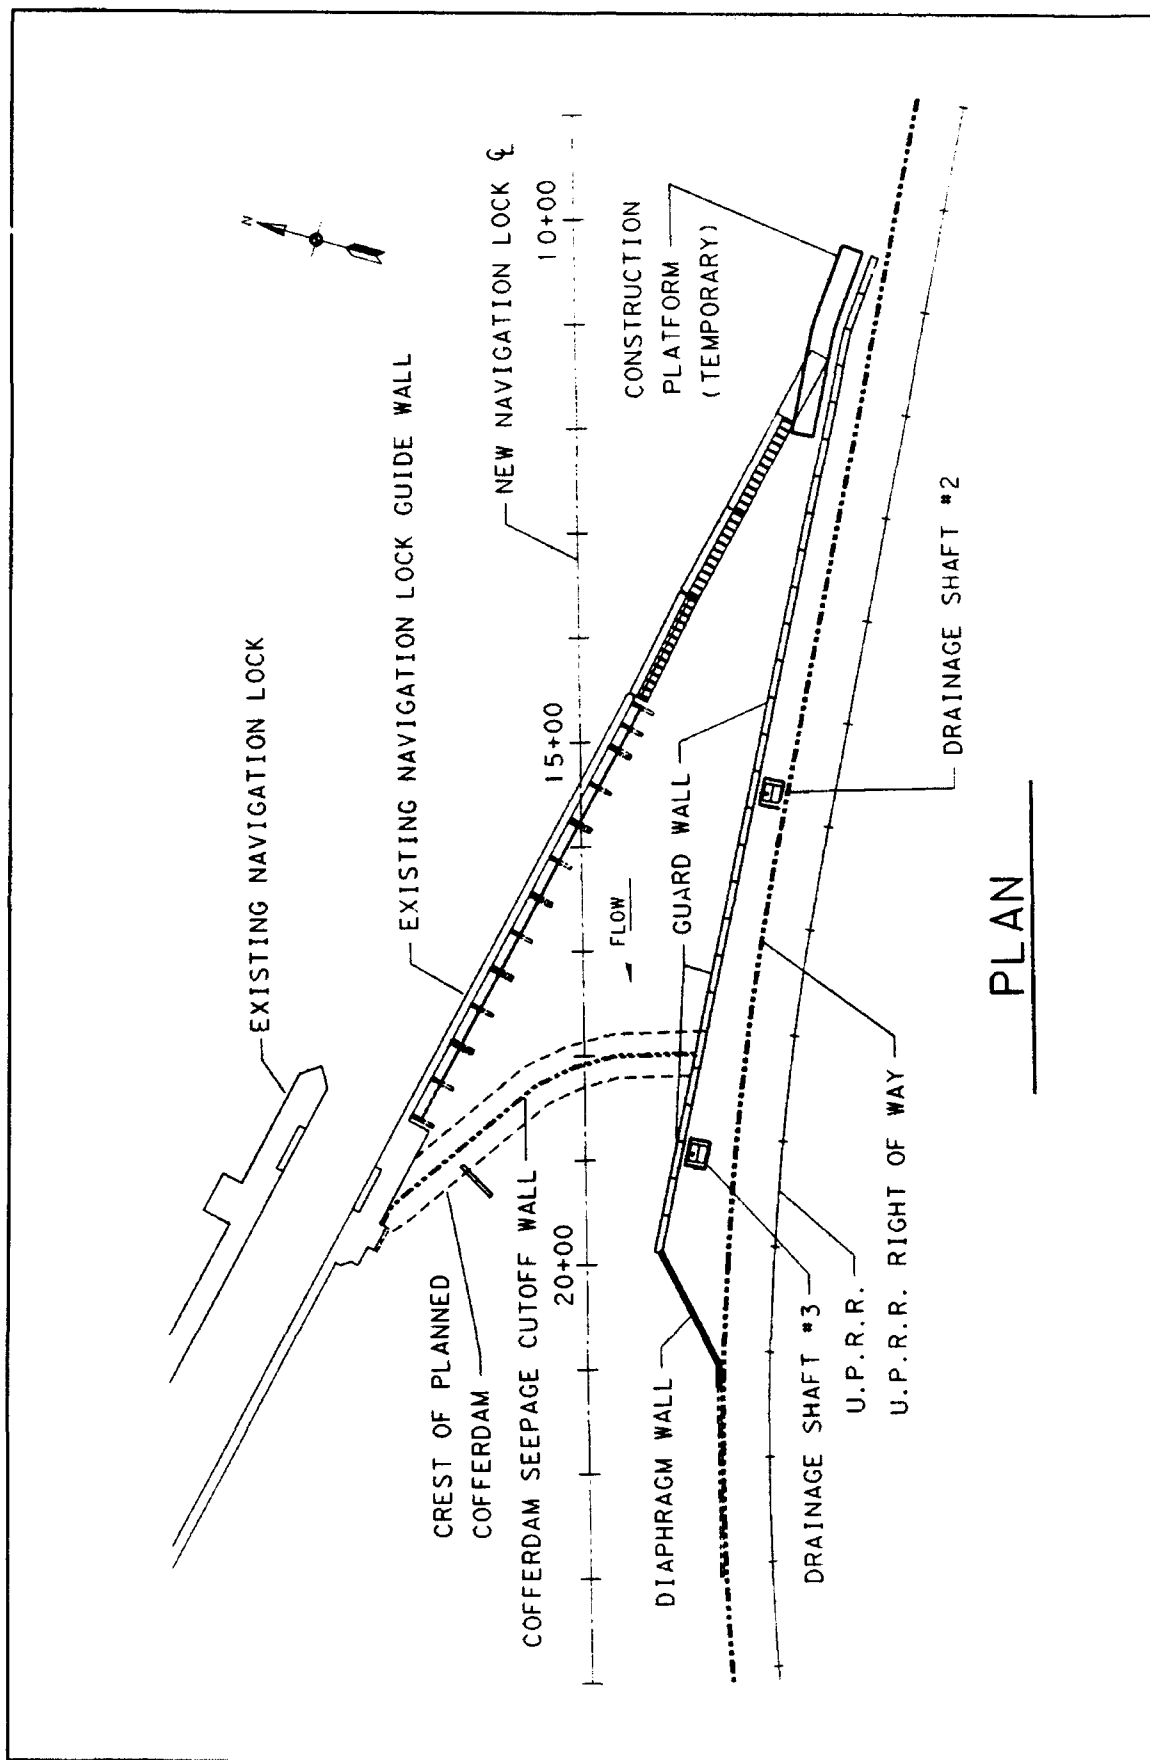 N
EXISTING NAVIGATION LOCK
EXISTING NAVIGATION LOCK GUIDE WALL
NEW NAVIGATION LOCK ℄
10+00
15+00
20+00
CONSTRUCTION
PLATFORM
(TEMPORARY)
FLOW
CREST OF PLANNED
COFFERDAM
COFFERDAM SEEPAGE CUTOFF WALL
GUARD WALL
DIAPHRAGM WALL
DRAINAGE SHAFT #2
DRAINAGE SHAFT #3
U.P.R.R.
U.P.R.R. RIGHT OF WAY
PLAN